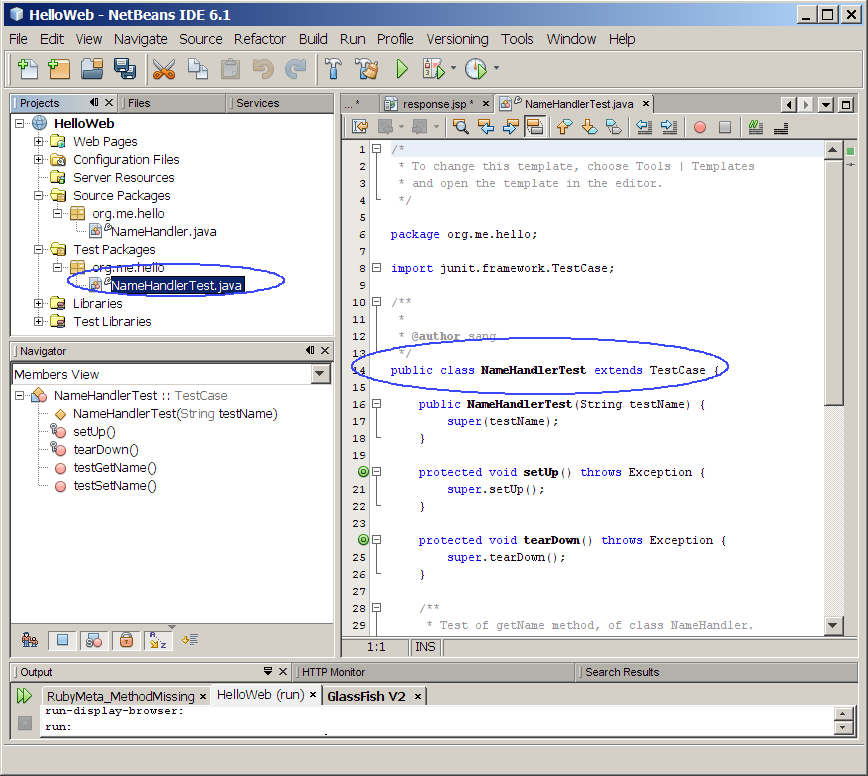 HelloWeb - NetBeans IDE 6.1
File Edit View Navigate Source Refactor Build Run Profile Versioning Tools Window Help
Projects
Files
Services
HelloWeb
Web Pages
Configuration Files
Server Resources
Source Packages
org.me.hello
NameHandler.java
Test Packages
org.me.hello
NameHandlerTest.java
Libraries
Test Libraries
Navigator
Members View
NameHandlerTest :: TestCase
NameHandlerTest(String testName)
setUp()
tearDown()
testGetName()
testSetName()
...* response.jsp * NameHandlerTest.java
1 /*
2 * To change this template, choose Tools | Templates
3 * and open the template in the editor.
4 */
5
6 package org.me.hello;
7
8 import junit.framework.TestCase;
9
10 /**
11 *
12 * @author sang
13 */
14 public class NameHandlerTest extends TestCase {
15
16 public NameHandlerTest(String testName) {
17 super(testName);
18 }
19
protected void setUp() throws Exception {
21 super.setUp();
22 }
23
protected void tearDown() throws Exception {
25 super.tearDown();
26 }
27
28 /**
29 * Test of getName method, of class NameHandler.
1:1 INS
Output
HTTP Monitor
Search Results
RubyMeta_MethodMissing HelloWeb (run) GlassFish V2
run-display-browser:
run: